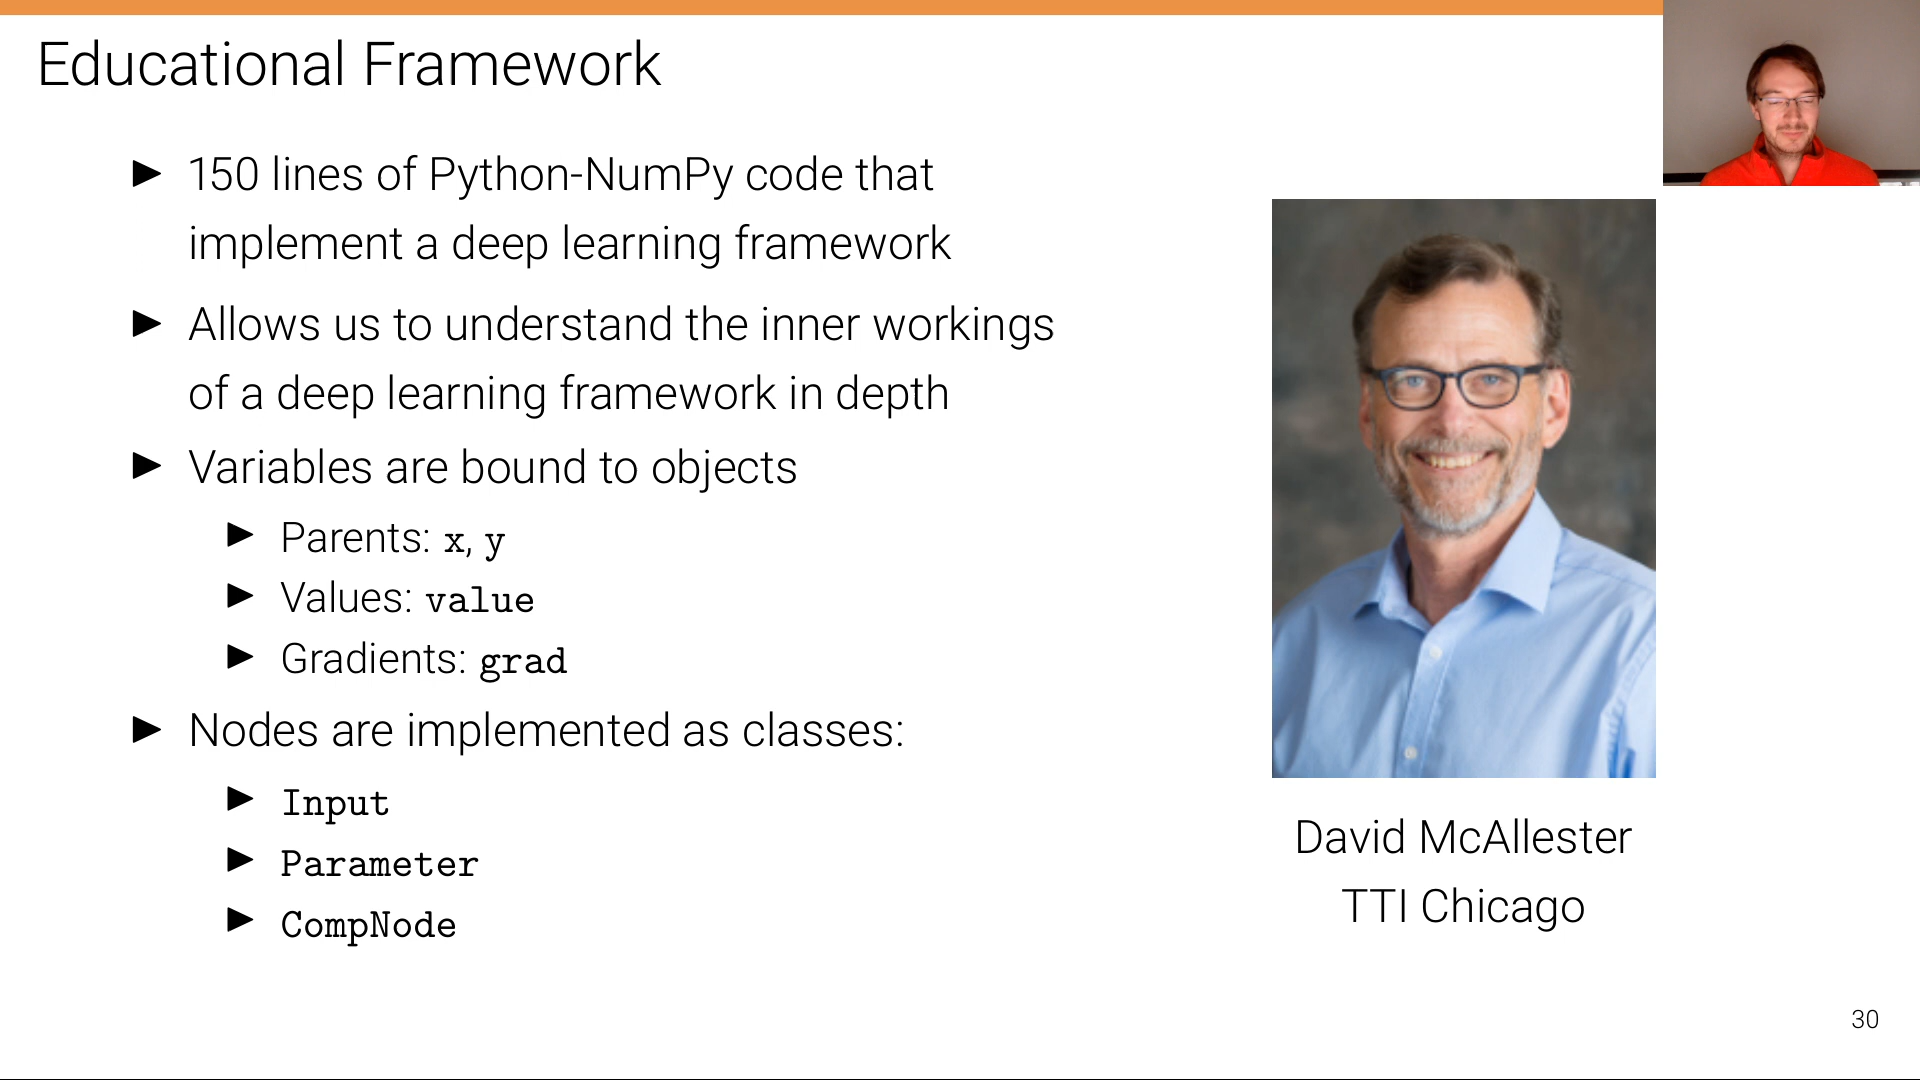 Educational Framework
150 lines of Python-NumPy code that
implement a deep learning framework
Allows us to understand the inner workings
of a deep learning framework in depth
Variables are bound to objects
Parents: x, y
Values: value
Gradients: grad
Nodes are implemented as classes:
Input
Parameter
CompNode
David McAllester
TTI Chicago
30